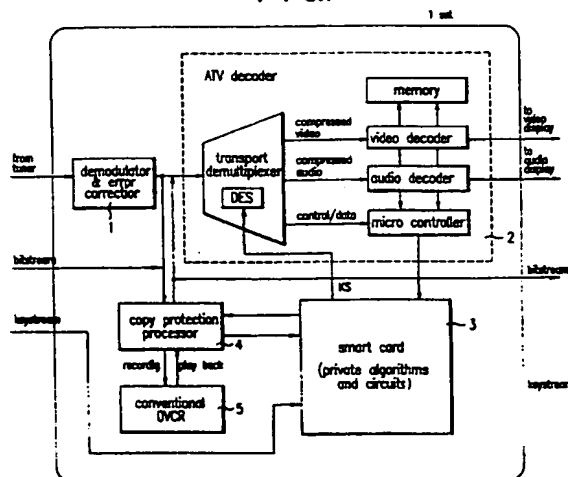 1 set
ATV decoder
memory
to
video
display
compressed
video
video decoder
from
tuner
demodulator
& error
correction
1
transport
demultiplexer
compressed
audio
audio decoder
to
audio
display
DES
control/data
micro controller
2
bitstream
bitstream
KS
keystream
copy protection
processor
4
smart card
(private algorithms
and circuits)
3
recording
play back
keystream
conventional
DVCR
5